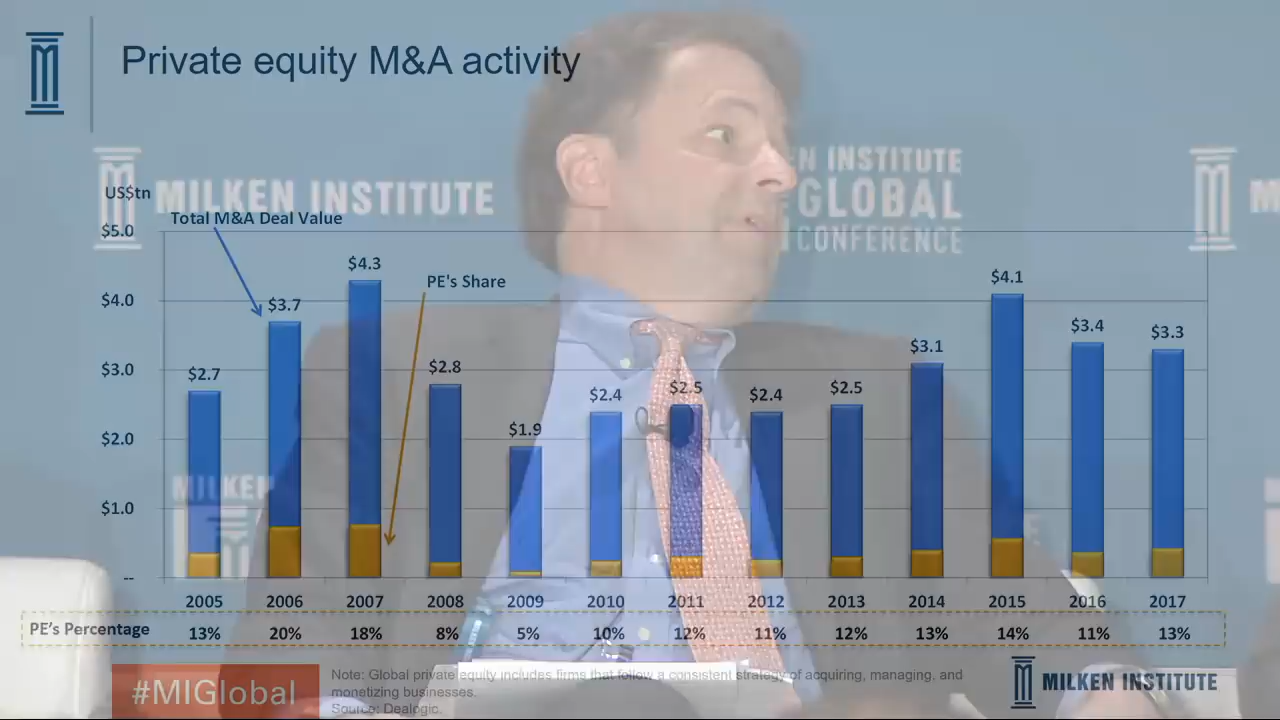 Private equity M&A activity
MILKEN INSTITUTE
N INSTITUTE
GLOBAL
CONFERENCE
M
US$tn
Total M&A Deal Value
PE's Share
$5.0
$4.0
$3.0
$2.0
$1.0
--
$2.7
$3.7
$4.3
$2.8
$1.9
$2.4
$2.5
$2.4
$2.5
$3.1
$4.1
$3.4
$3.3
MILKEN
2005 2006 2007 2008 2009 2010 2011 2012 2013 2014 2015 2016 2017
PE's Percentage 13% 20% 18% 8% 5% 10% 12% 11% 12% 13% 14% 11% 13%
#MIGlobal
Note: Global private equity includes firms that follow a consistent strategy of acquiring, managing, and
monetizing businesses.
Source: Dealogic.
MILKEN INSTITUTE